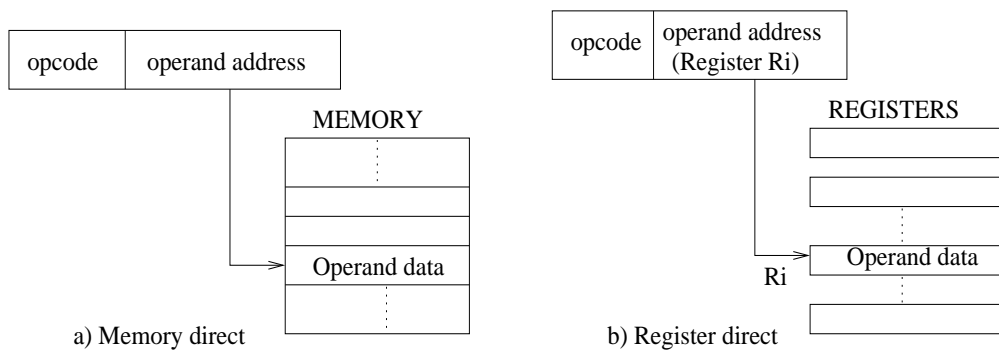 opcode
operand address
MEMORY
Operand data
a) Memory direct
opcode
operand address
(Register Ri)
REGISTERS
Operand data
Ri
b) Register direct